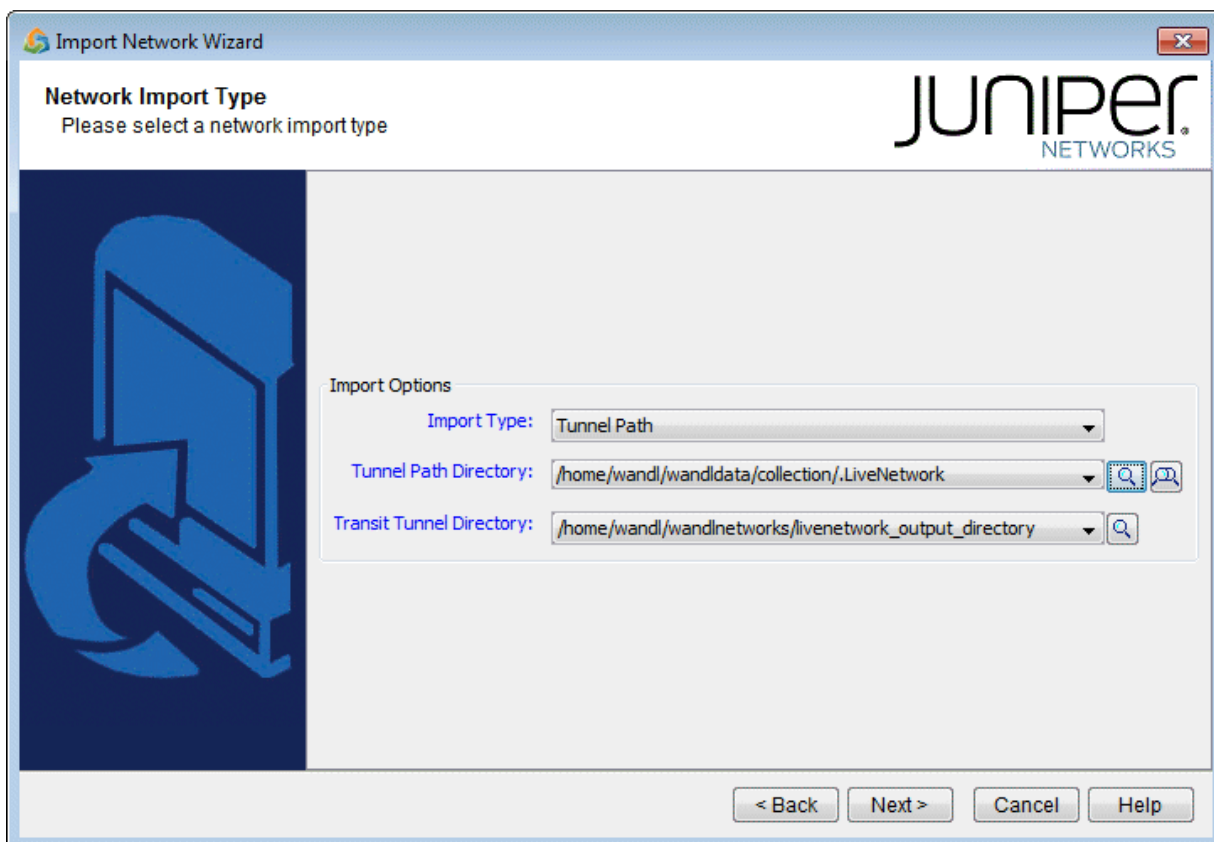 Import Network Wizard
Network Import Type
Please select a network import type
JUNIPER
NETWORKS
Import Options
Import Type: Tunnel Path
Tunnel Path Directory: /home/wandl/wandldata/collection/.LiveNetwork
Transit Tunnel Directory: /home/wandl/wandlnetworks/livenetwork_output_directory
< Back Next > Cancel Help